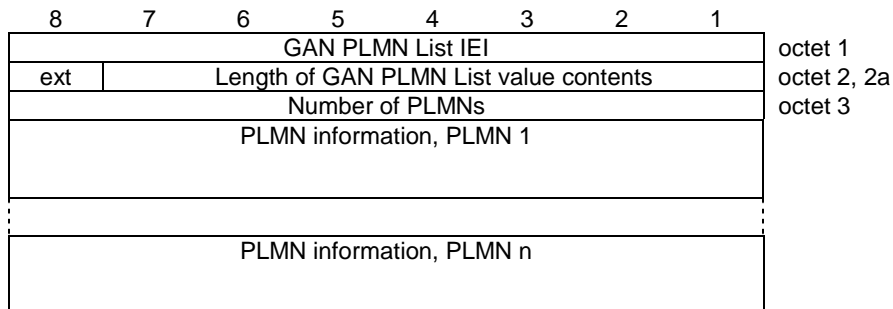 8 7 6 5 4 3 2 1
GAN PLMN List IEI octet 1
ext Length of GAN PLMN List value contents octet 2, 2a
Number of PLMNs octet 3
PLMN information, PLMN 1
PLMN information, PLMN n